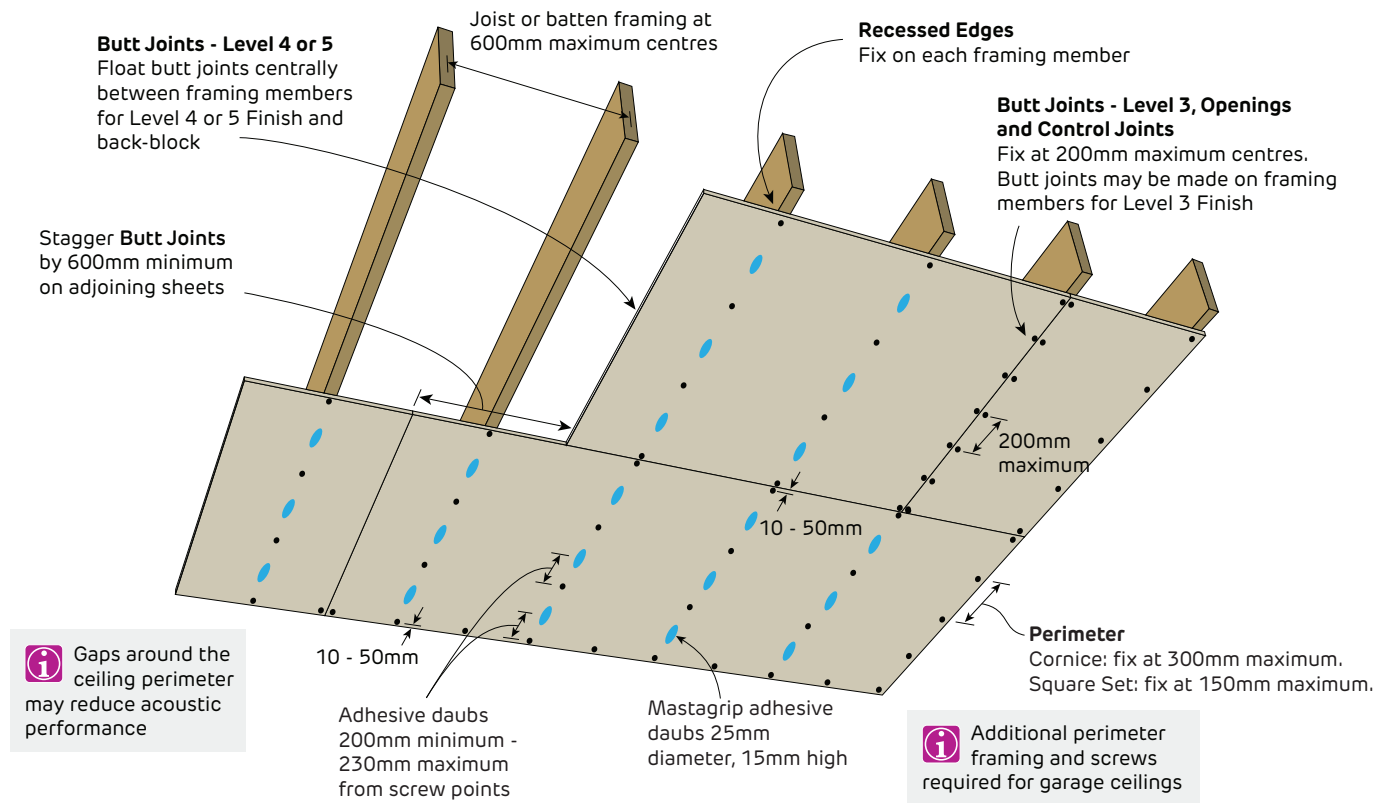 Joist or batten framing at
600mm maximum centres
Butt Joints - Level 4 or 5
Float butt joints centrally
between framing members
for Level 4 or 5 Finish and
back-block
Recessed Edges
Fix on each framing member
Butt Joints - Level 3, Openings
and Control Joints
Fix at 200mm maximum centres.
Butt joints may be made on framing
members for Level 3 Finish
Stagger Butt Joints
by 600mm minimum
on adjoining sheets
200mm
maximum
10 - 50mm
10 - 50mm
Perimeter
Cornice: fix at 300mm maximum.
Square Set: fix at 150mm maximum.
i
Gaps around the
ceiling perimeter
may reduce acoustic
performance
Adhesive daubs
200mm minimum -
230mm maximum
from screw points
Mastagrip adhesive
daubs 25mm
diameter, 15mm high
i
Additional perimeter
framing and screws
required for garage ceilings